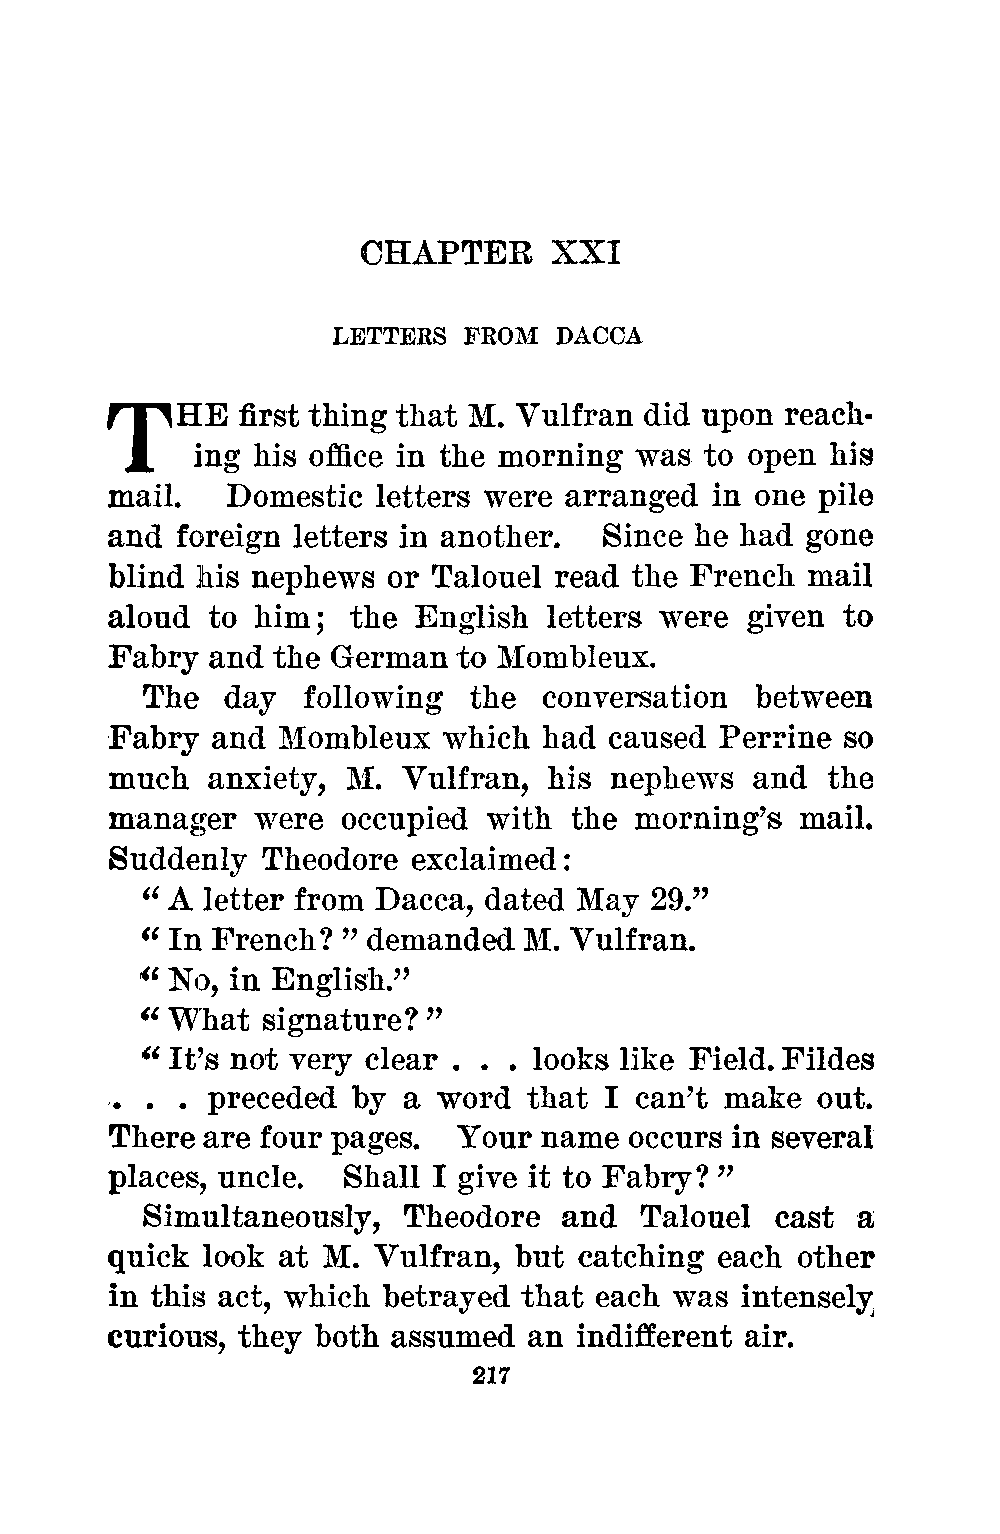 CHAPTER XXI
LETTERS FROM DACCA
THE first thing that M. Vulfran did upon reach-
ing his office in the morning was to open his
mail. Domestic letters were arranged in one pile
and foreign letters in another. Since he had gone
blind his nephews or Talouel read the French mail
aloud to him; the English letters were given to
Fabry and the German to Mombleux.
The day following the conversation between
Fabry and Mombleux which had caused Perrine so
much anxiety, M. Vulfran, his nephews and the
manager were occupied with the morning's mail.
Suddenly Theodore exclaimed:
“ A letter from Dacca, dated May 29.”
“ In French? ” demanded M. Vulfran.
“ No, in English.”
“ What signature? ”
“ It's not very clear . . . looks like Field. Fildes
. . . preceded by a word that I can't make out.
There are four pages. Your name occurs in several
places, uncle. Shall I give it to Fabry? ”
Simultaneously, Theodore and Talouel cast a
quick look at M. Vulfran, but catching each other
in this act, which betrayed that each was intensely
curious, they both assumed an indifferent air.
217